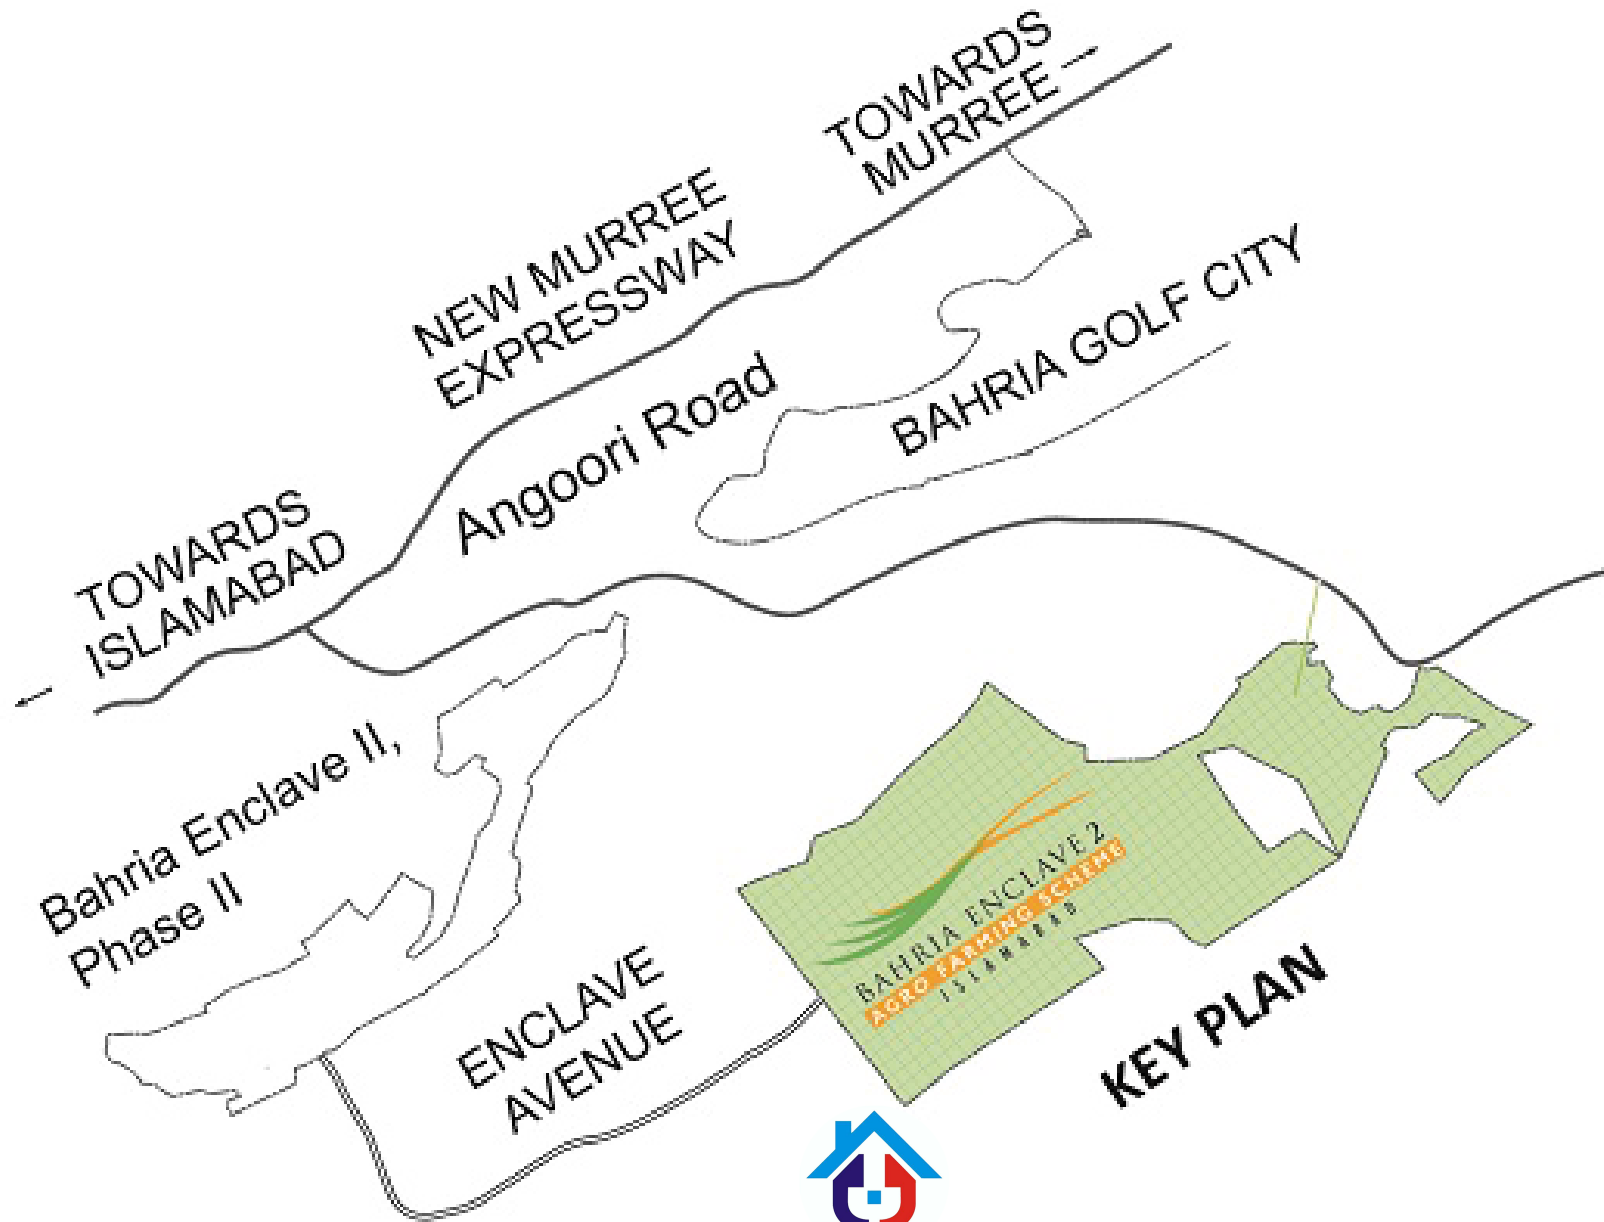 TOWARDS
MURREE
NEW MURREE
EXPRESSWAY
BAHRIA GOLF CITY
Angoori Road
TOWARDS
ISLAMABAD
Bahria Enclave II,
Phase II
BAHRIA ENCLAVE 2
AGRO FARMING SCHEME
ISLAMABAD
ENCLAVE
AVENUE
KEY PLAN